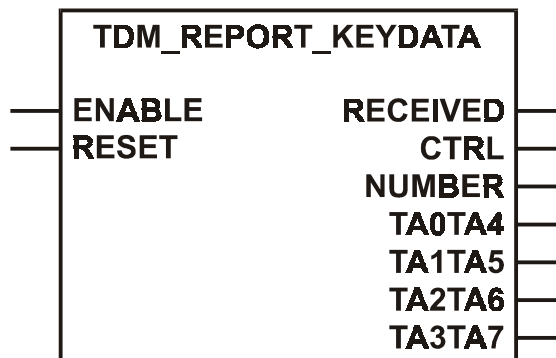 TDM_REPORT_KEYDATA
ENABLE RECEIVED
RESET CTRL
NUMBER
TA0TA4
TA1TA5
TA2TA6
TA3TA7